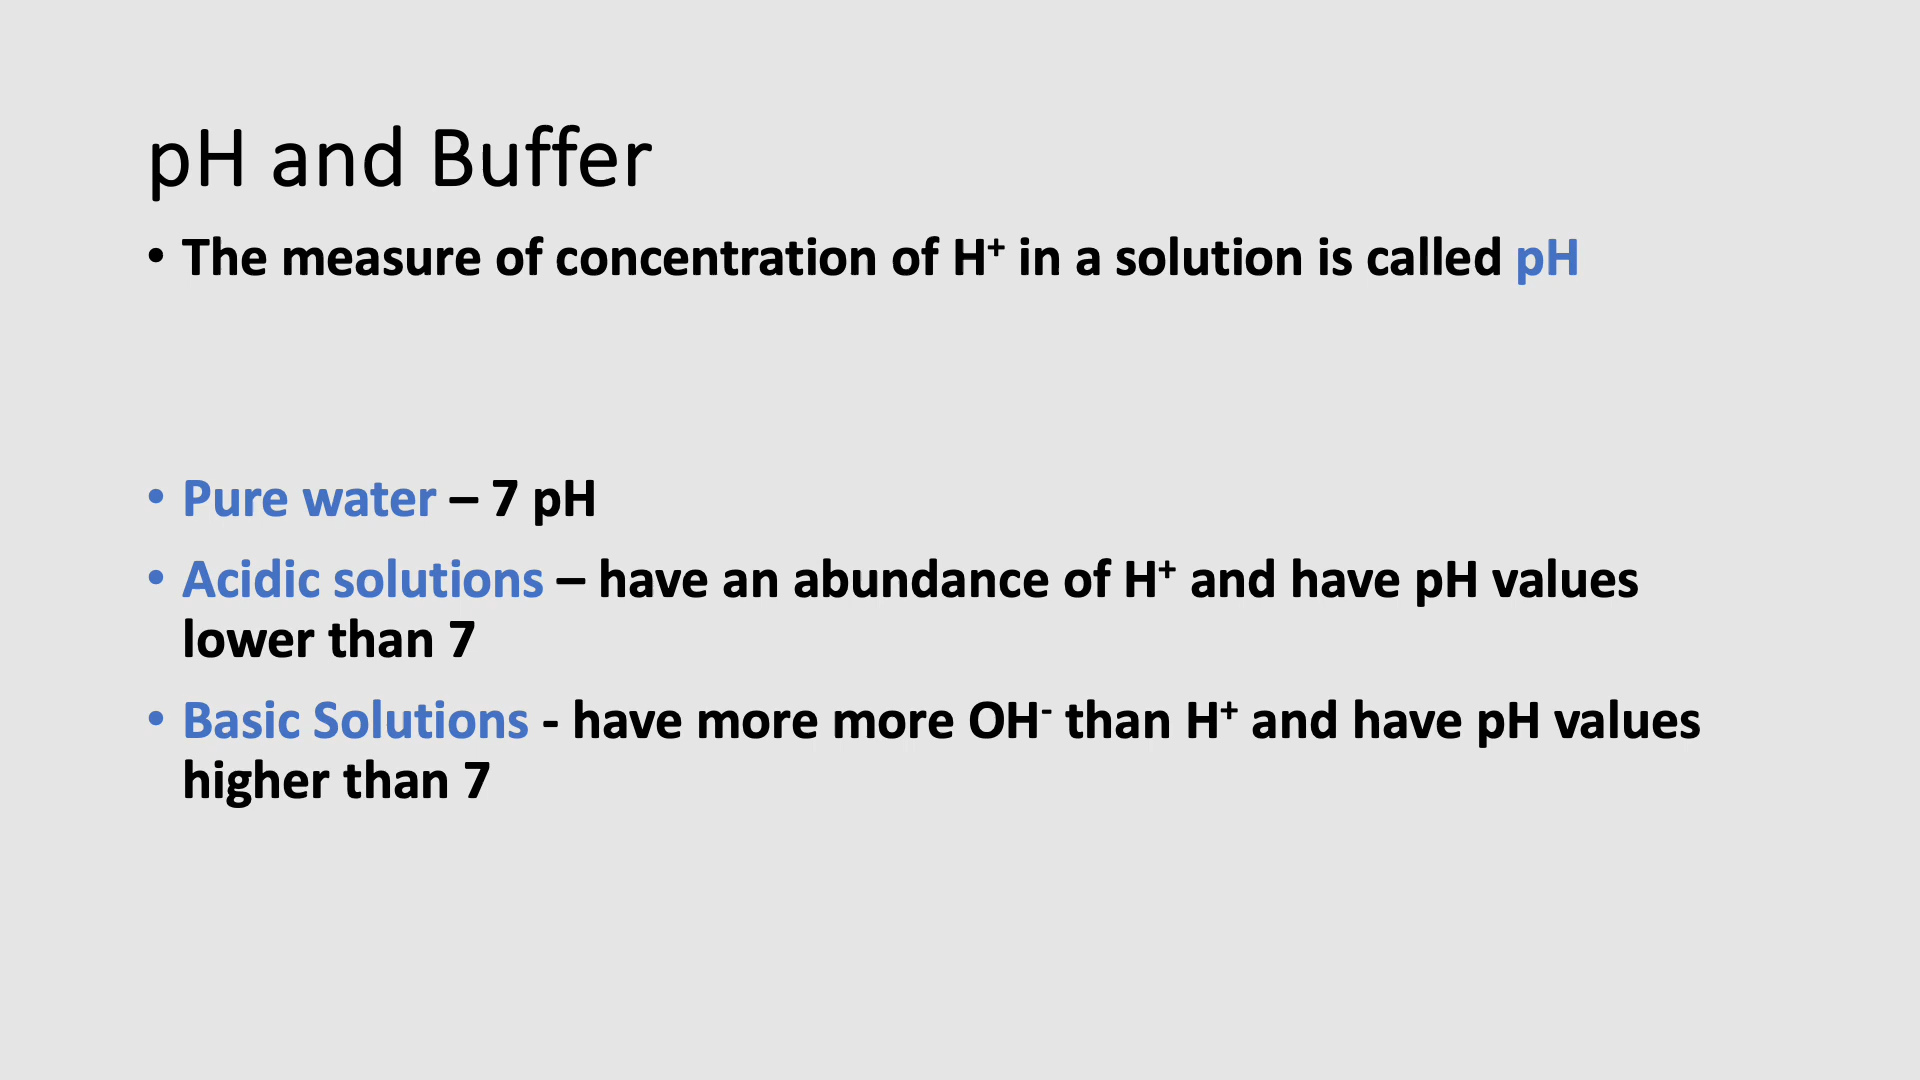 pH and Buffer
• The measure of concentration of H⁺ in a solution is called pH
• Pure water – 7 pH
• Acidic solutions – have an abundance of H⁺ and have pH values
lower than 7
• Basic Solutions - have more more OH⁻ than H⁺ and have pH values
higher than 7